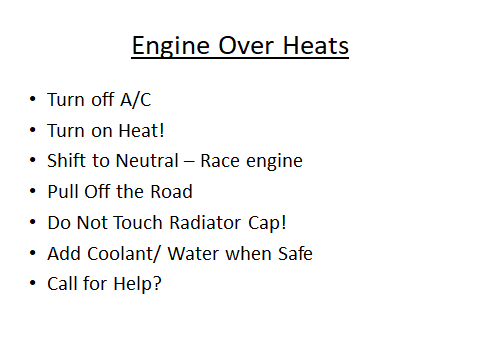 Engine Over Heats
• Turn off A/C
• Turn on Heat!
• Shift to Neutral – Race engine
• Pull Off the Road
• Do Not Touch Radiator Cap!
• Add Coolant/ Water when Safe
• Call for Help?